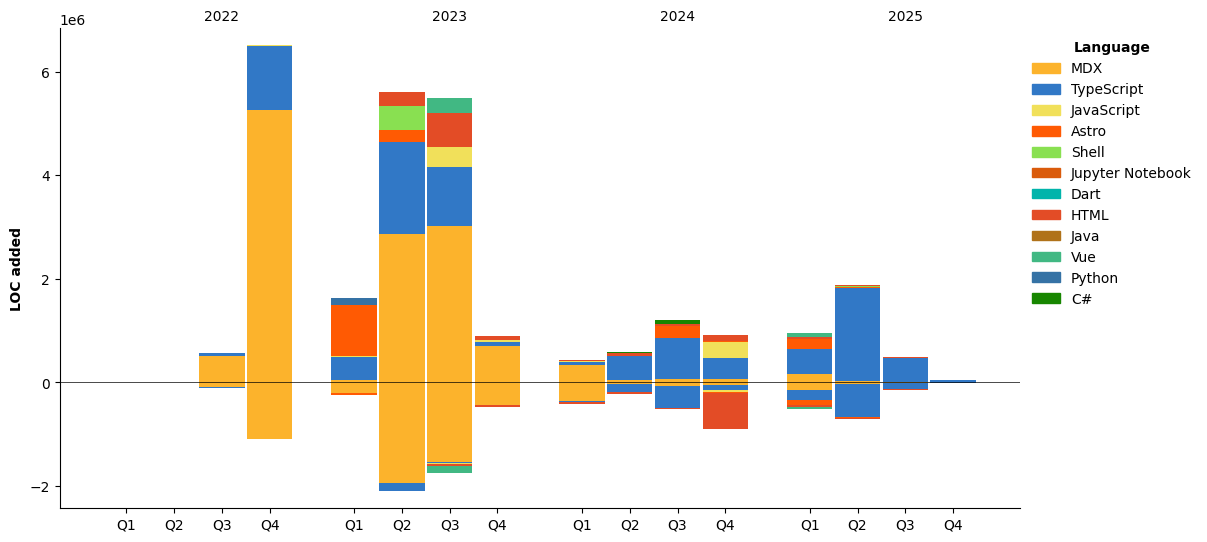 2022 2023 2024 2025
1e6
LOC added
6
4
2
0
−2
Q1 Q2 Q3 Q4 Q1 Q2 Q3 Q4 Q1 Q2 Q3 Q4 Q1 Q2 Q3 Q4
Language
MDX
TypeScript
JavaScript
Astro
Shell
Jupyter Notebook
Dart
HTML
Java
Vue
Python
C#